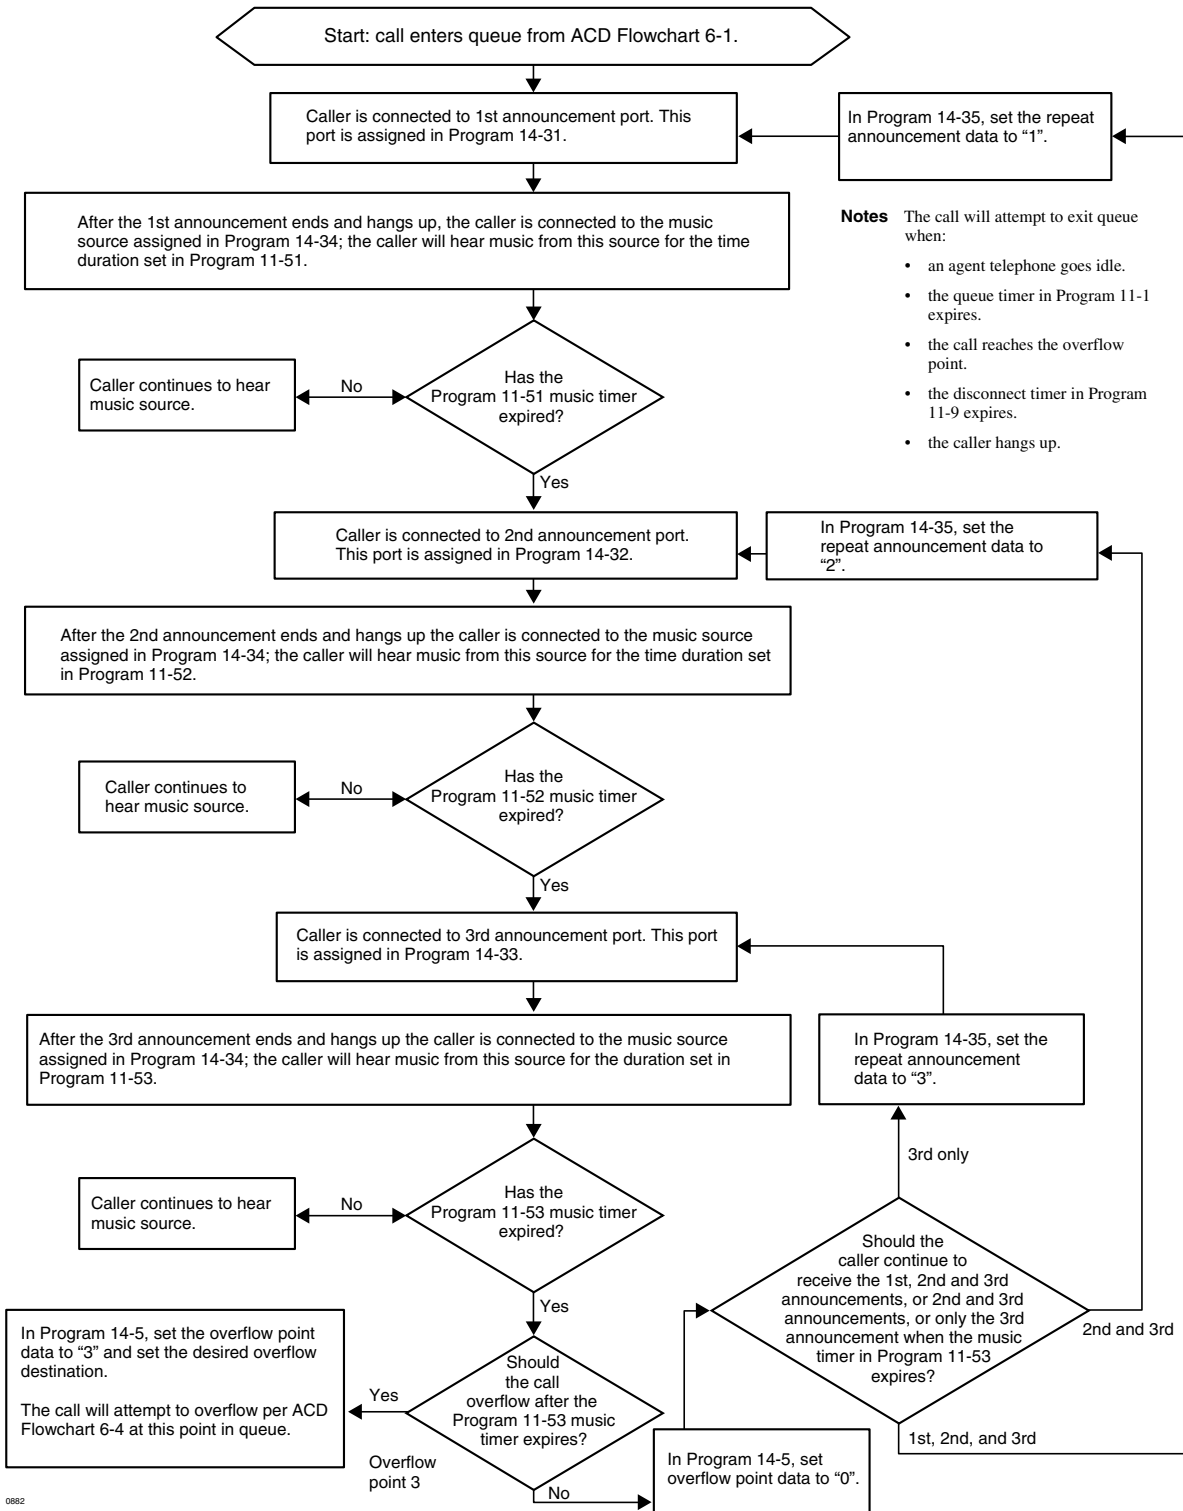 Start: call enters queue from ACD Flowchart 6-1.
Caller is connected to 1st announcement port. This
port is assigned in Program 14-31.
In Program 14-35, set the repeat
announcement data to “1”.
After the 1st announcement ends and hangs up, the caller is connected to the music
source assigned in Program 14-34; the caller will hear music from this source for the time
duration set in Program 11-51.
Notes The call will attempt to exit queue
when:
• an agent telephone goes idle.
• the queue timer in Program 11-1
expires.
• the call reaches the overflow
point.
• the disconnect timer in Program
11-9 expires.
• the caller hangs up.
Caller continues to hear
music source.
No
Has the
Program 11-51 music timer
expired?
Yes
Caller is connected to 2nd announcement port.
This port is assigned in Program 14-32.
In Program 14-35, set the
repeat announcement data to
“2”.
After the 2nd announcement ends and hangs up the caller is connected to the music source
assigned in Program 14-34; the caller will hear music from this source for the time duration set
in Program 11-52.
Caller continues to
hear music source.
No
Has the
Program 11-52 music timer
expired?
Yes
Caller is connected to 3rd announcement port. This port
is assigned in Program 14-33.
After the 3rd announcement ends and hangs up the caller is connected to the music source
assigned in Program 14-34; the caller will hear music from this source for the duration set in
Program 11-53.
In Program 14-35, set the
repeat announcement
data to “3”.
3rd only
Caller continues to hear
music source.
No
Has the
Program 11-53 music timer
expired?
Yes
Should the
caller continue to
receive the 1st, 2nd and 3rd
announcements, or 2nd and 3rd
announcements, or only the 3rd
announcement when the music
timer in Program 11-53
expires?
2nd and 3rd
1st, 2nd, and 3rd
In Program 14-5, set the overflow point
data to “3” and set the desired overflow
destination.
The call will attempt to overflow per ACD
Flowchart 6-4 at this point in queue.
Yes
Should
the call
overflow after the
Program 11-53 music
timer expires?
Overflow
point 3
No
In Program 14-5, set
overflow point data to “0”.
0882